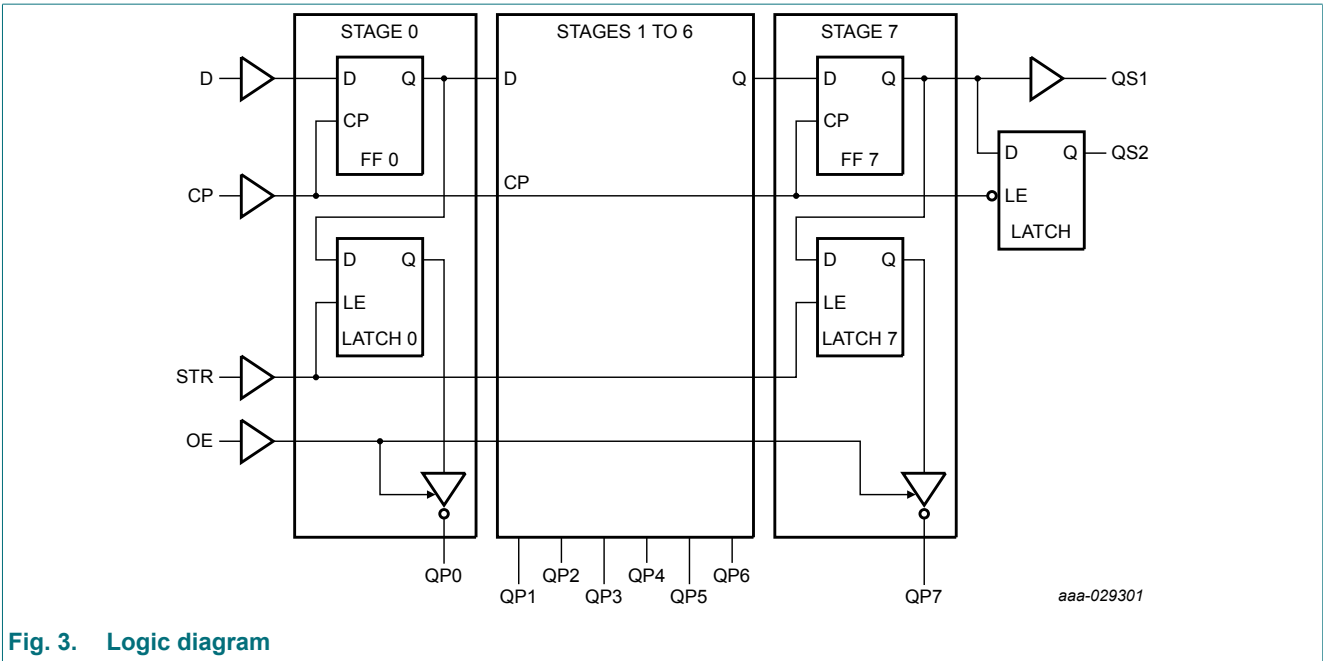 STAGE 0
STAGES 1 TO 6
STAGE 7
D
D
Q
D
Q
D
Q
QS1
CP
CP
D
Q
QS2
FF 0
FF 7
CP
CP
LE
LATCH
D
Q
D
Q
LE
LE
LATCH 0
LATCH 7
STR
OE
QP0
QP2
QP4
QP6
QP1
QP3
QP5
QP7
aaa-029301
Fig. 3. Logic diagram